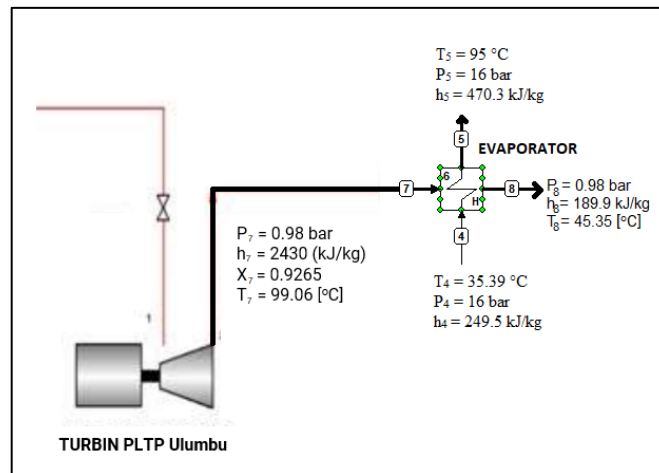 T₅ = 95 °C
P₅ = 16 bar
h₅ = 470.3 kJ/kg
5
EVAPORATOR
6
7
8
H
P₈ = 0.98 bar
h₈ = 189.9 kJ/kg
T₈ = 45.35 [°C]
4
P₇ = 0.98 bar
h₇ = 2430 (kJ/kg)
X₇ = 0.9265
T₇ = 99.06 [°C]
T₄ = 35.39 °C
P₄ = 16 bar
h₄ = 249.5 kJ/kg
1
TURBIN PLTP Ulumbu